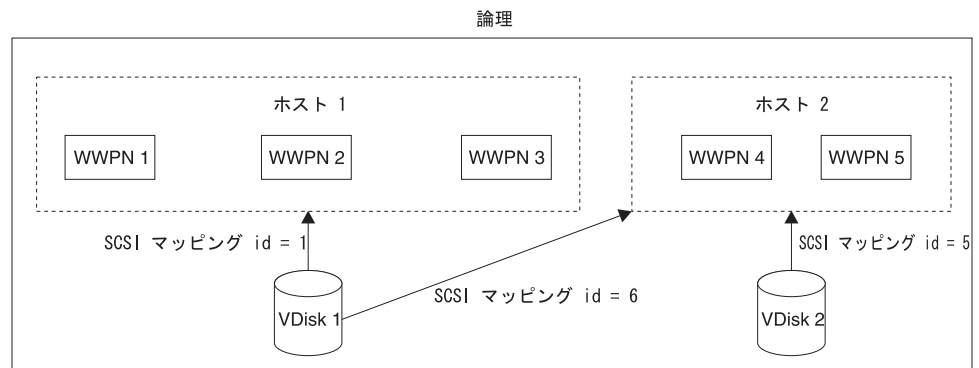 論理
ホスト 1
ホスト 2
WWPN 1
WWPN 2
WWPN 3
WWPN 4
WWPN 5
SCSI マッピング id = 1
SCSI マッピング id = 5
SCSI マッピング id = 6
VDisk 1
VDisk 2